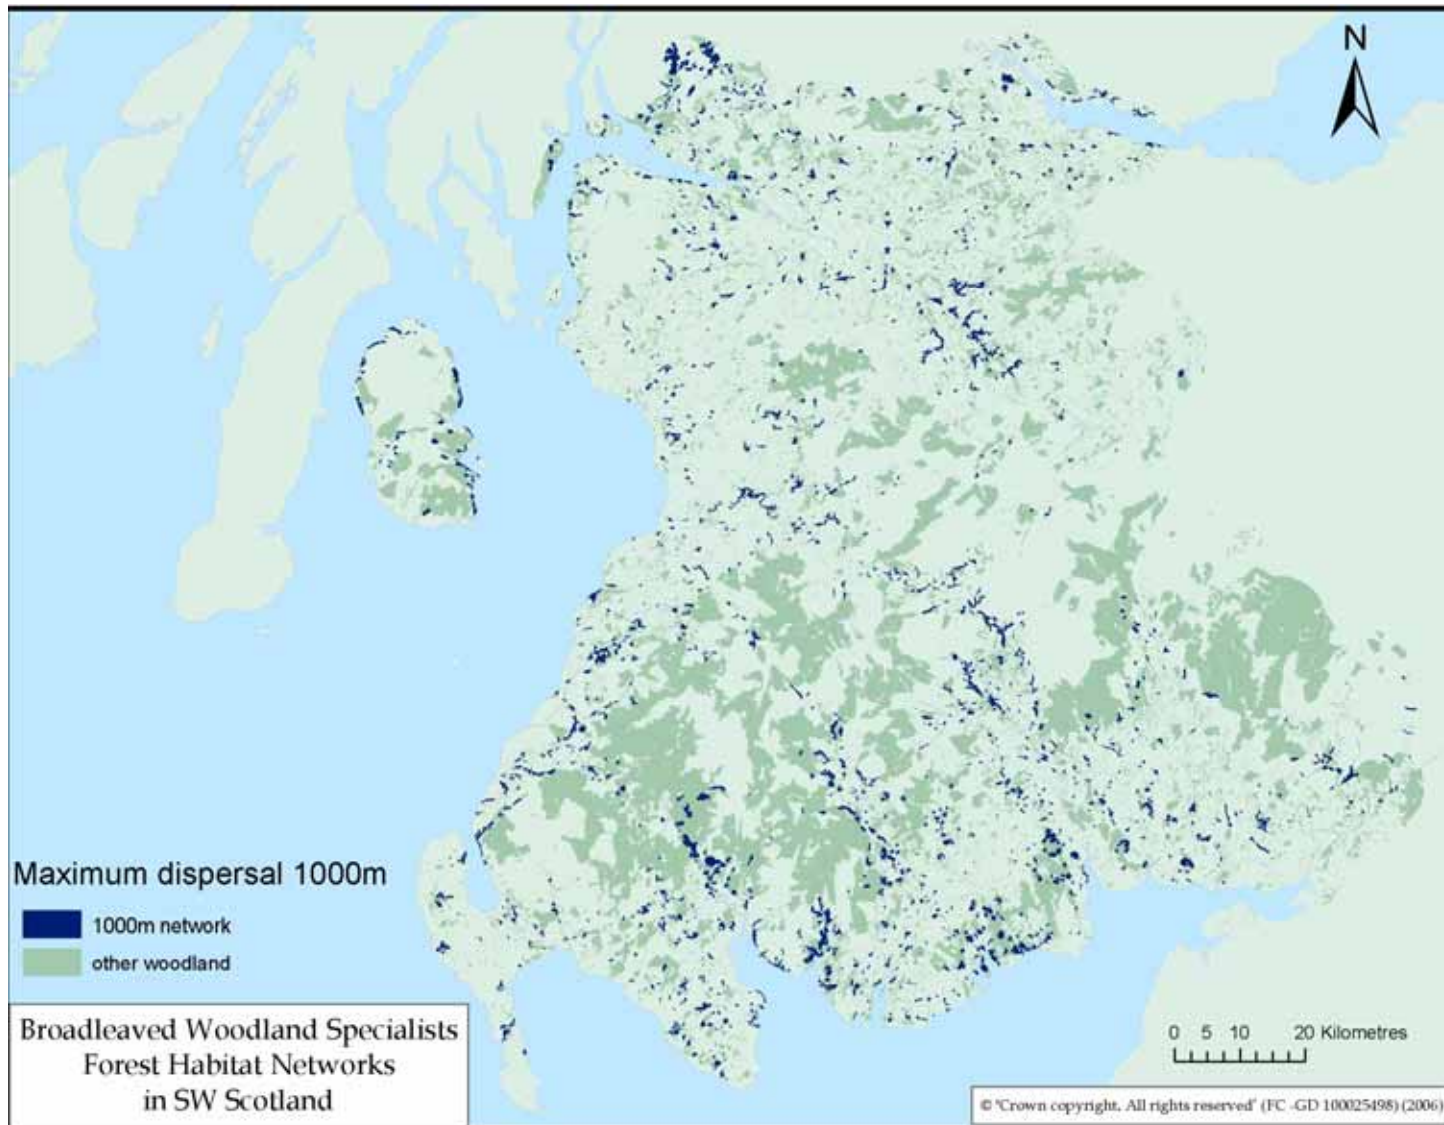 N
Maximum dispersal 1000m
1000m network
other woodland
Broadleaved Woodland Specialists
Forest Habitat Networks
in SW Scotland
0 5 10 20 Kilometres
© 'Crown copyright. All rights reserved' (FC -GD 100025498) (2006)